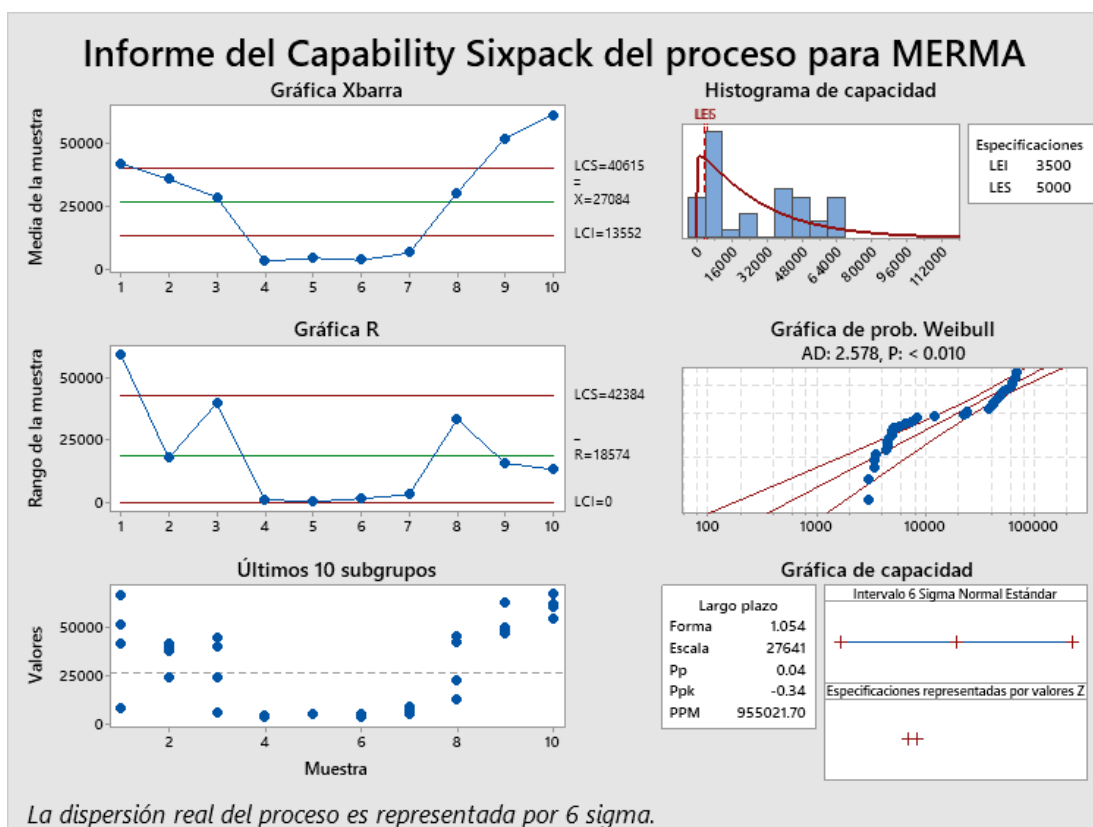 Informe del Capability Sixpack del proceso para MERMA
Gráfica Xbarra
Media de la muestra
50000
25000
0
1 2 3 4 5 6 7 8 9 10
LCS=40615
X=27084
LCI=13552
Histograma de capacidad
0 16000 32000 48000 64000 80000 96000 112000
Especificaciones
LEI 3500
LES 5000
Gráfica R
Rango de la muestra
50000
25000
0
1 2 3 4 5 6 7 8 9 10
LCS=42384
R=18574
LCI=0
Gráfica de prob. Weibull
AD: 2.578, P: < 0.010
100 1000 10000 100000
Últimos 10 subgrupos
Valores
50000
25000
0
2 4 6 8 10
Muestra
Gráfica de capacidad
Largo plazo
Forma 1.054
Escala 27641
Pp 0.04
Ppk -0.34
PPM 955021.70
Intervalo 6 Sigma Normal Estándar
Especificaciones representadas por valores Z
La dispersión real del proceso es representada por 6 sigma.